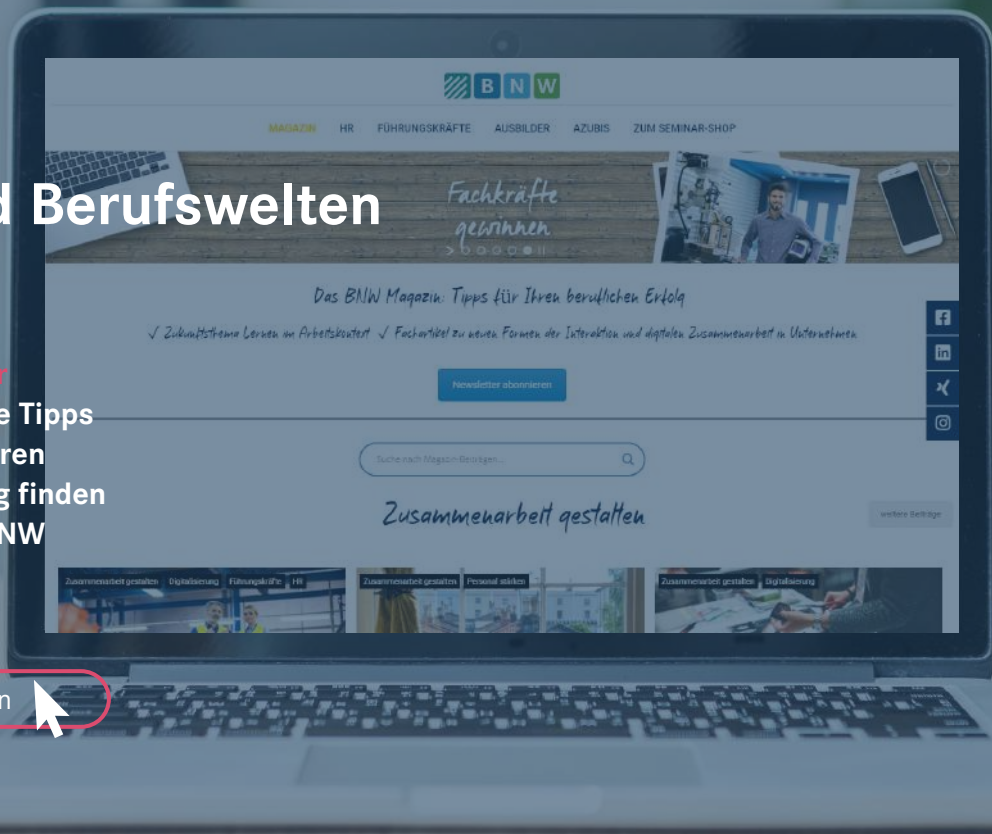 BNW
MAGAZIN HR FÜHRUNGSKRÄFTE AUSBILDER AZUBIS ZUM SEMINAR-SHOP
Fachkräfte
gewinnen
d Berufswelten
Das BNW Magazin: Tipps für Ihren beruflichen Erfolg
√ Zukunftsthema Lernen im Arbeitskontext √ Fachartikel zu neuen Formen der Interaktion und digitalen Zusammenarbeit in Unternehmen
Newsletter abonnieren
r
e Tipps
ren
g finden
NW
Suche nach Magazin-Beiträgen ...
Zusammenarbeit gestalten
weitere Beiträge
Zusammenarbeit gestalten Digitalisierung Führungskräfte HR
Zusammenarbeit gestalten Personal stärken
Zusammenarbeit gestalten Digitalisierung
n